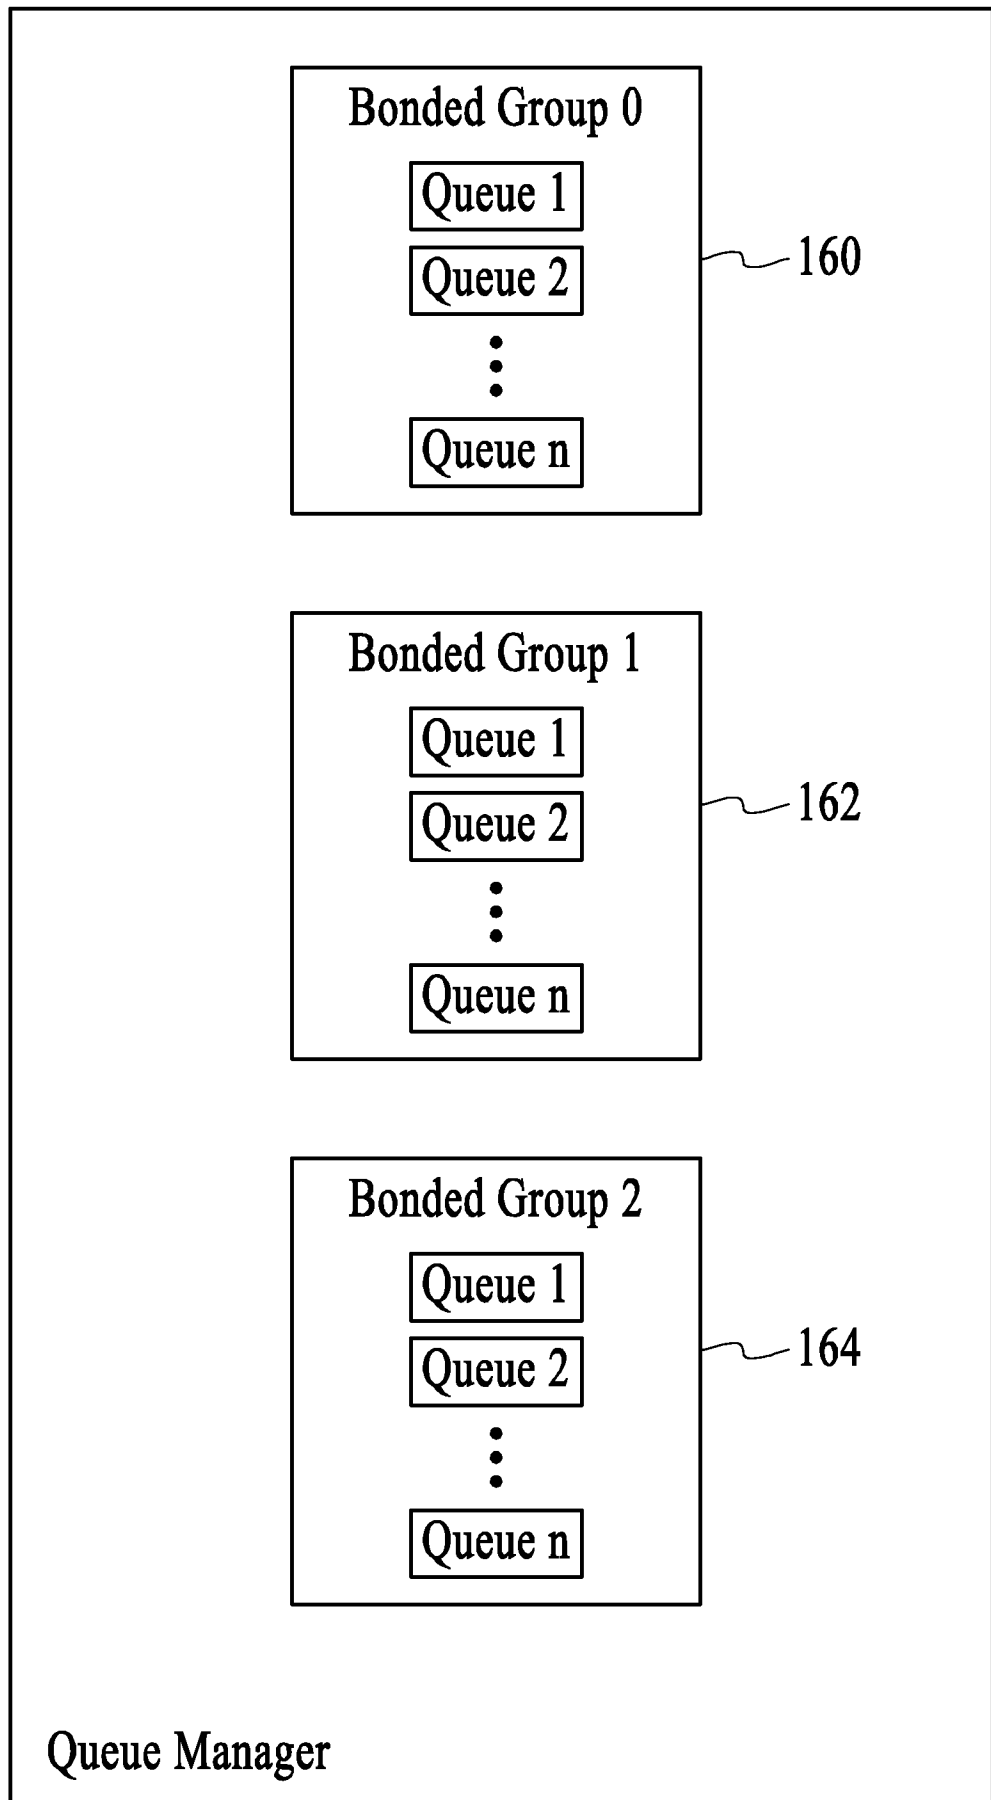 Bonded Group 0
Queue 1
Queue 2
Queue n
160
Bonded Group 1
Queue 1
Queue 2
Queue n
162
Bonded Group 2
Queue 1
Queue 2
Queue n
164
Queue Manager